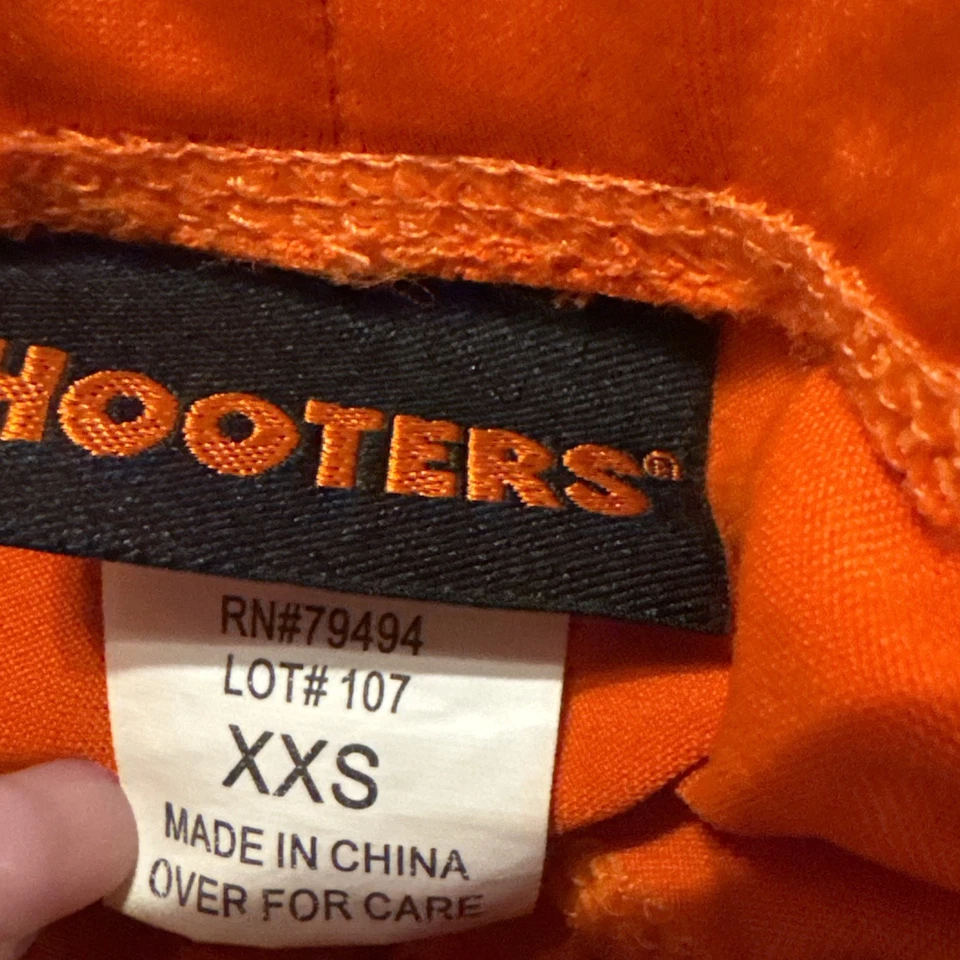 HOOTERS®
RN#79494
LOT# 107
XXS
MADE IN CHINA
OVER FOR CARE